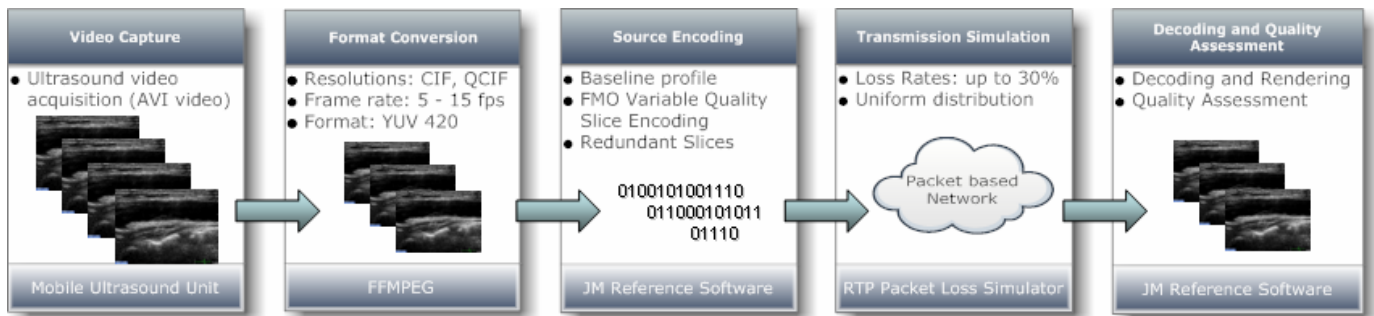 Video Capture
● Ultrasound video
acquisition (AVI video)
Mobile Ultrasound Unit
Format Conversion
● Resolutions: CIF, QCIF
● Frame rate: 5 - 15 fps
● Format: YUV 420
FFMPEG
Source Encoding
● Baseline profile
● FMO Variable Quality
Slice Encoding
● Redundant Slices
0100101001110
011000101011
01110
JM Reference Software
Transmission Simulation
● Loss Rates: up to 30%
● Uniform distribution
Packet based
Network
RTP Packet Loss Simulator
Decoding and Quality
Assessment
● Decoding and Rendering
● Quality Assessment
JM Reference Software